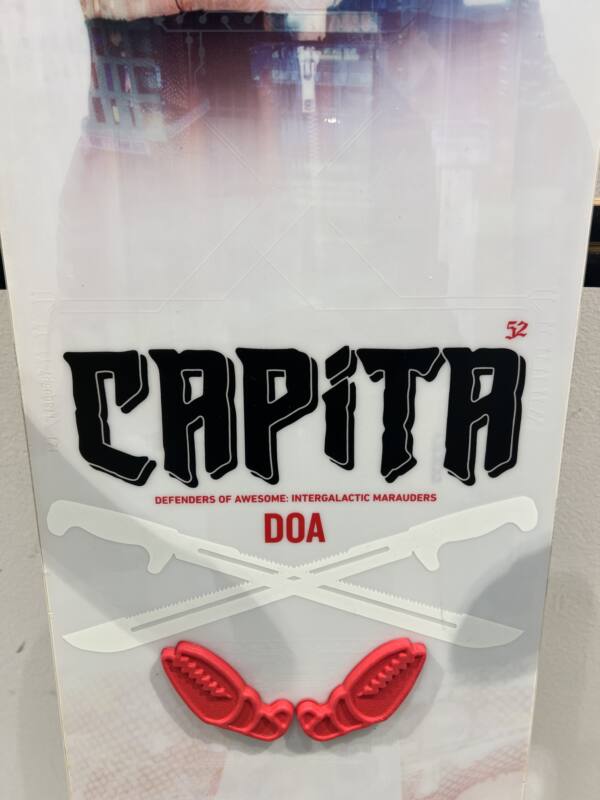 52
CAPiTA
DEFENDERS OF AWESOME: INTERGALACTIC MARAUDERS
DOA